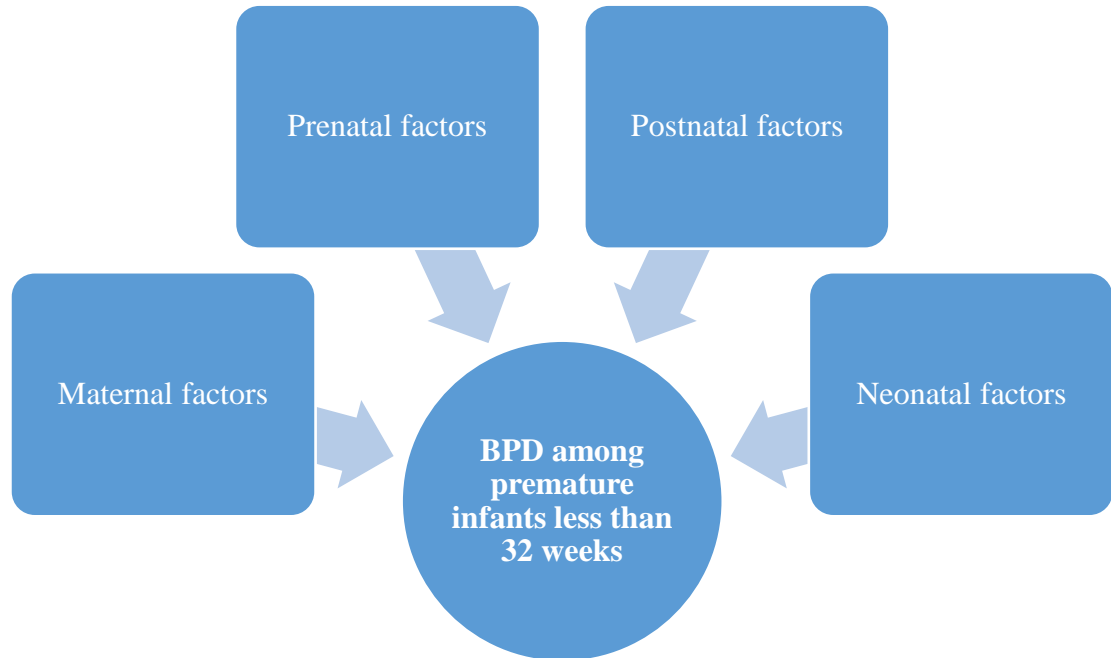 Prenatal factors
Postnatal factors
Maternal factors
Neonatal factors
BPD among
premature
infants less than
32 weeks